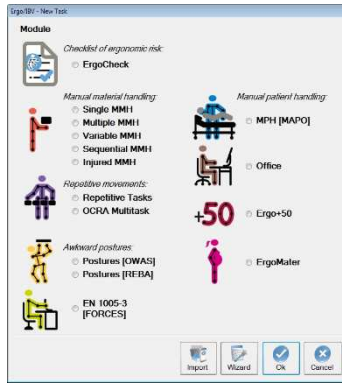 Ergo/IBV - New Task
Module
Checklist of ergonomic risk:
ErgoCheck
Manual material handling:
Single MMH
Multiple MMH
Variable MMH
Sequential MMH
Injured MMH
Repetitive movements:
Repetitive Tasks
OCRA Multitask
Awkward postures:
Postures [OWAS]
Postures [REBA]
EN 1005-3
[FORCES]
Manual patient handling:
MPH [MAPO]
Office
+50
Ergo+50
ErgoMater
Import
Wizard
Ok
Cancel